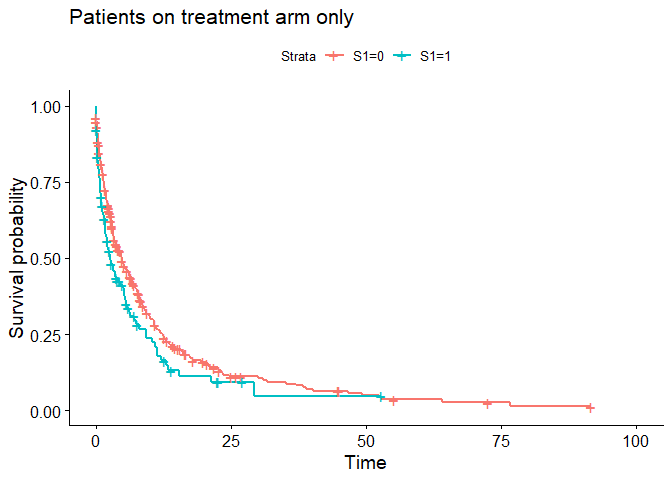 Patients on treatment arm only
Strata S1=0 S1=1
1.00
0.75
0.50
0.25
0.00
Survival probability
0 25 50 75 100
Time